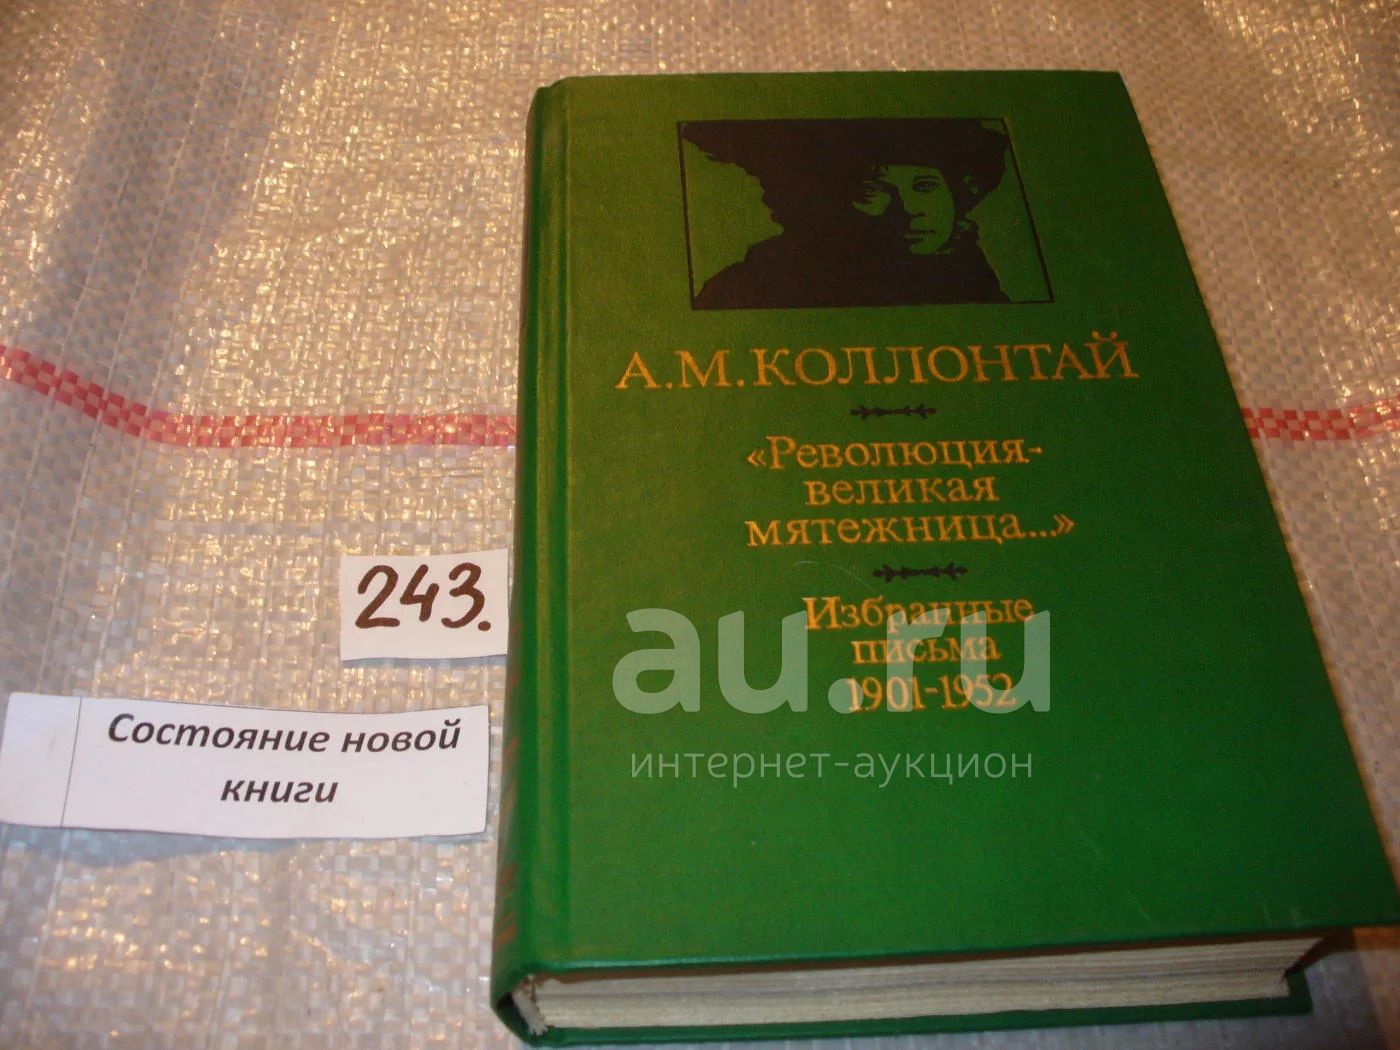 А.М.КОЛЛОНТАЙ
«Революция-
великая
мятежница...»
Избранные
письма
1901-1952
au.ru
интернет-аукцион
243.
Состояние новой
книги